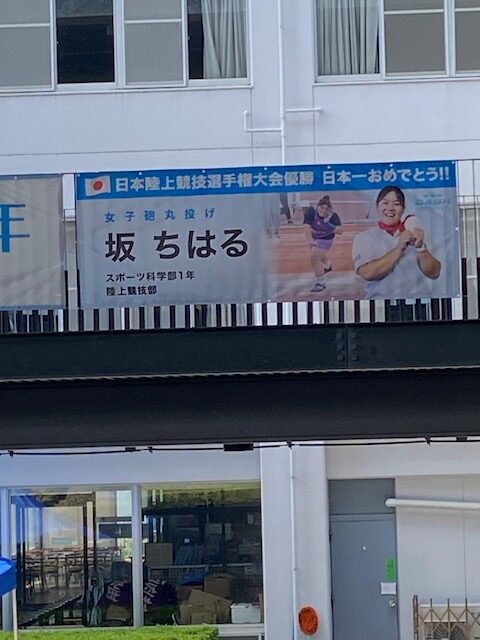 日本陸上競技選手権大会優勝 日本一おめでとう!!
女子砲丸投げ
坂 ちはる
スポーツ科学部1年
陸上競技部
年